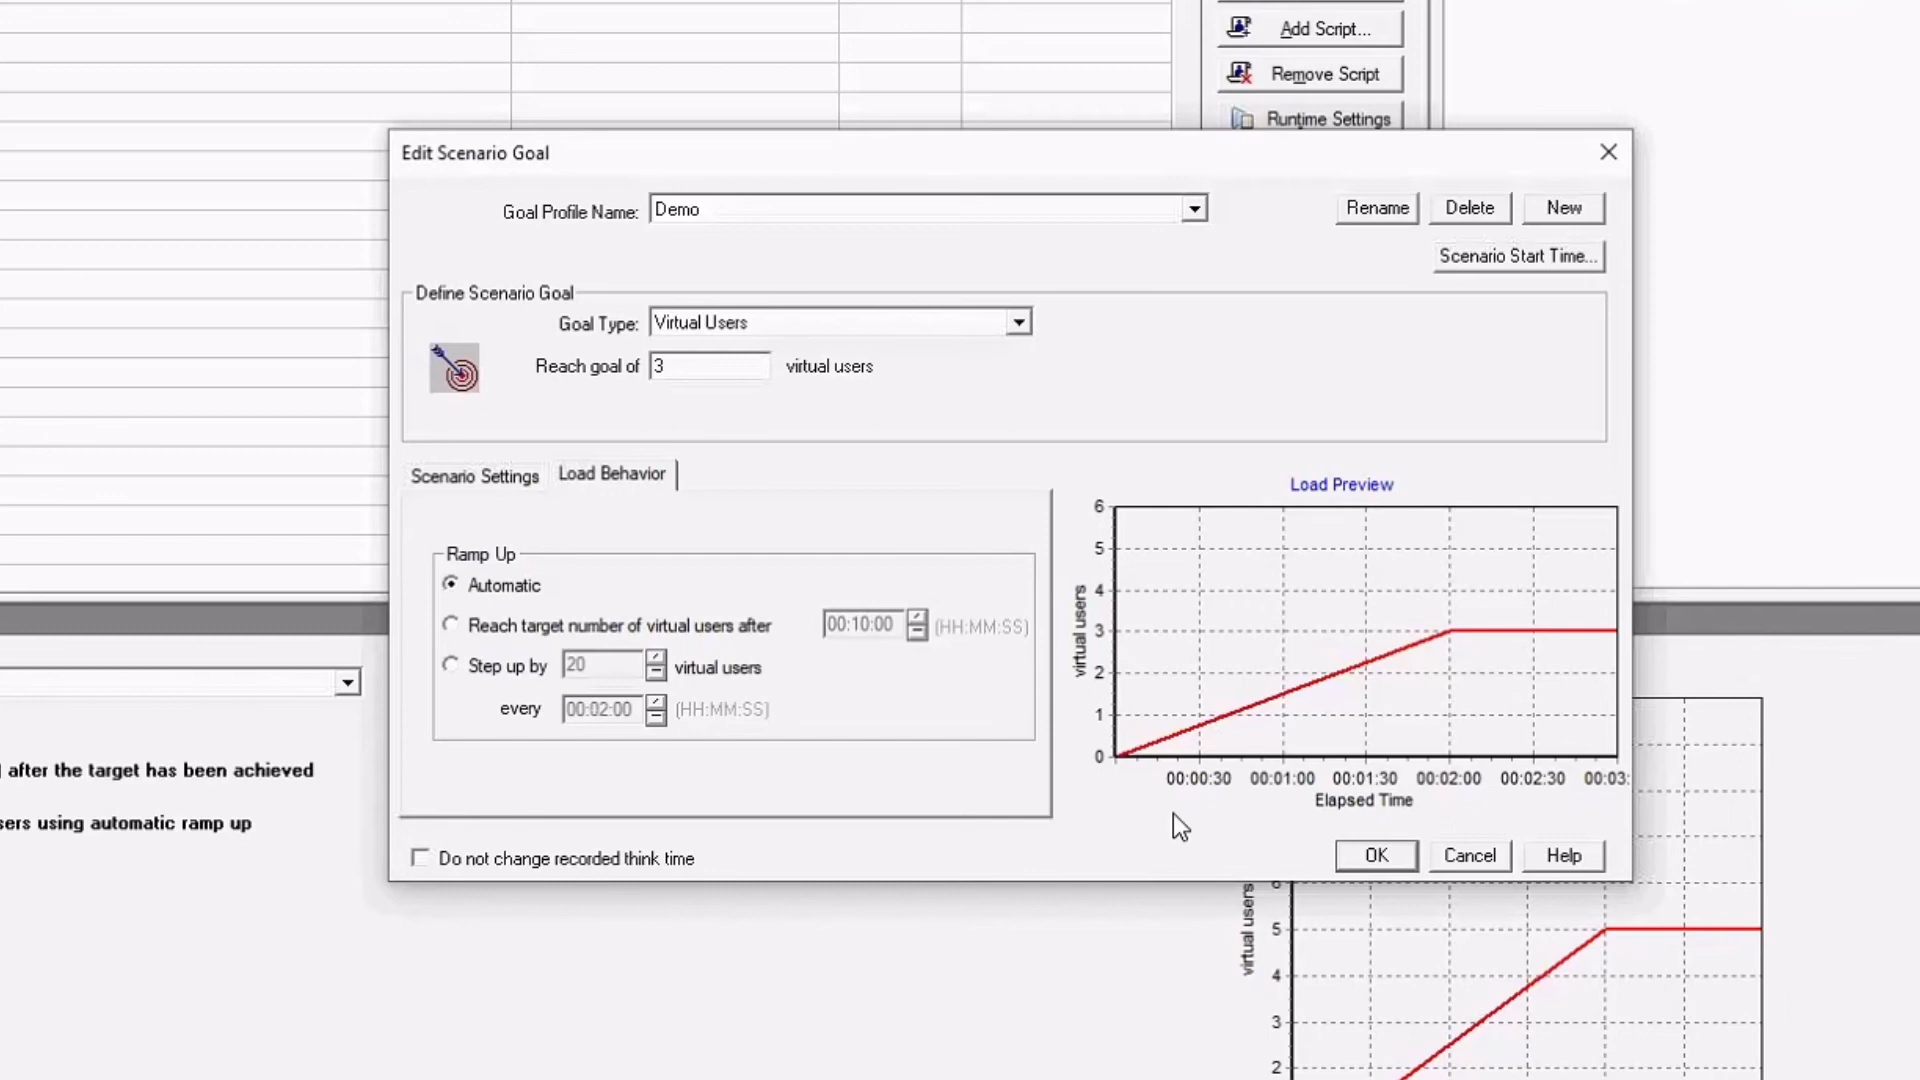 Add Script...
Remove Script
Runtime Settings
Edit Scenario Goal
Goal Profile Name: Demo
Rename Delete New
Scenario Start Time...
Define Scenario Goal
Goal Type: Virtual Users
Reach goal of 3 virtual users
Scenario Settings Load Behavior
Load Preview
Ramp Up
Automatic
Reach target number of virtual users after 00:10:00 (HH:MM:SS)
Step up by 20 virtual users
every 00:02:00 (HH:MM:SS)
6
5
4
3
2
1
0
virtual users
00:00:30 00:01:00 00:01:30 00:02:00 00:02:30 00:03:
Elapsed Time
after the target has been achieved
sers using automatic ramp up
Do not change recorded think time
OK Cancel Help
virtual users
6
5
4
3
2